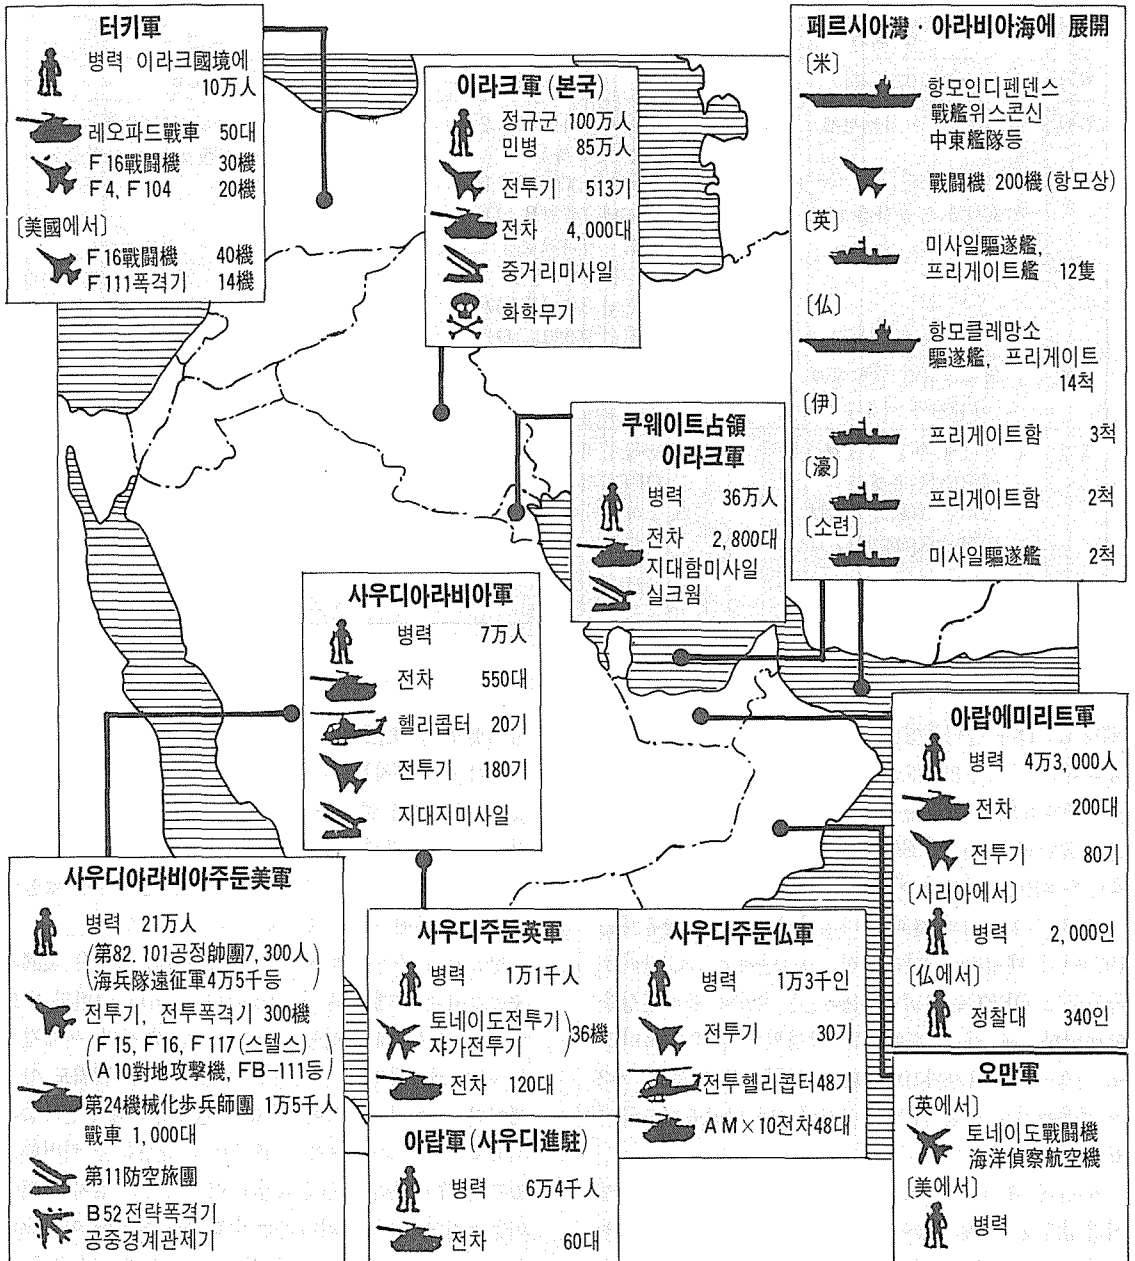 터키軍
병력 이라크國境에
10万人
레오파드戰車 50대
F16戰闘機 30機
F4, F104 20機
〔美國에서〕
F16戰闘機 40機
F111폭격기 14機
이라크軍 (본국)
정규군 100万人
민병 85万人
전투기 513기
전차 4,000대
중거리미사일
화학무기
페르시아灣·아라비아海에 展開
〔米〕
항모인디펜덴스
戰艦위스콘신
中東艦隊등
戰闘機 200機(항모상)
〔英〕
미사일驅逐艦,
프리게이트艦 12隻
〔仏〕
항모클레망소
驅逐艦, 프리게이트
14척
〔伊〕
프리게이트함 3척
〔濠〕
프리게이트함 2척
〔소련〕
미사일驅逐艦 2척
쿠웨이트占領
이라크軍
병력 36万人
전차 2,800대
지대함미사일
실크웜
사우디아라비아軍
병력 7万人
전차 550대
헬리콥터 20기
전투기 180기
지대지미사일
아랍에미리트軍
병력 4万3,000人
전차 200대
전투기 80기
〔시리아에서〕
병력 2,000인
〔仏에서〕
정찰대 340인
사우디아라비아주둔美軍
병력 21万人
(第82. 101공정師團7,300人)
(海兵隊遠征軍4万5千등)
전투기, 전투폭격기 300機
(F15, F16, F117(스텔스))
(A10對地攻擊機, FB-111등)
第24機械化步兵師團 1万5千人
戰車 1,000대
第11防空旅團
B52전략폭격기
공중경계관제기
사우디주둔英軍
병력 1万1千人
토네이도전투기
쟈가전투기 )36機
전차 120대
아랍軍(사우디進駐)
병력 6万4千人
전차 60대
사우디주둔仏軍
병력 1万3千인
전투기 30기
전투헬리콥터48기
AM×10전차48대
오만軍
〔英에서〕
토네이도戰闘機
海洋偵察航空機
〔美에서〕
병력